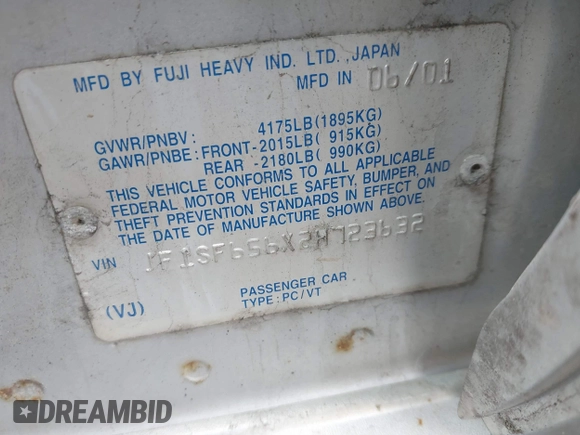 MFD BY FUJI HEAVY IND. LTD.,JAPAN
MFD IN 06/01
GVWR/PNBV : 4175LB(1895KG)
GAWR/PNBE:FRONT-2015LB( 915KG)
REAR -2180LB( 990KG)
THIS VEHICLE CONFORMS TO ALL APPLICABLE
FEDERAL MOTOR VEHICLE SAFETY, BUMPER, AND
THEFT PREVENTION STANDARDS IN EFFECT ON
THE DATE OF MANUFACTURE SHOWN ABOVE.
VIN JF1SF656X2H723632
PASSENGER CAR
(VJ) TYPE:PC/VT
DREAMBID